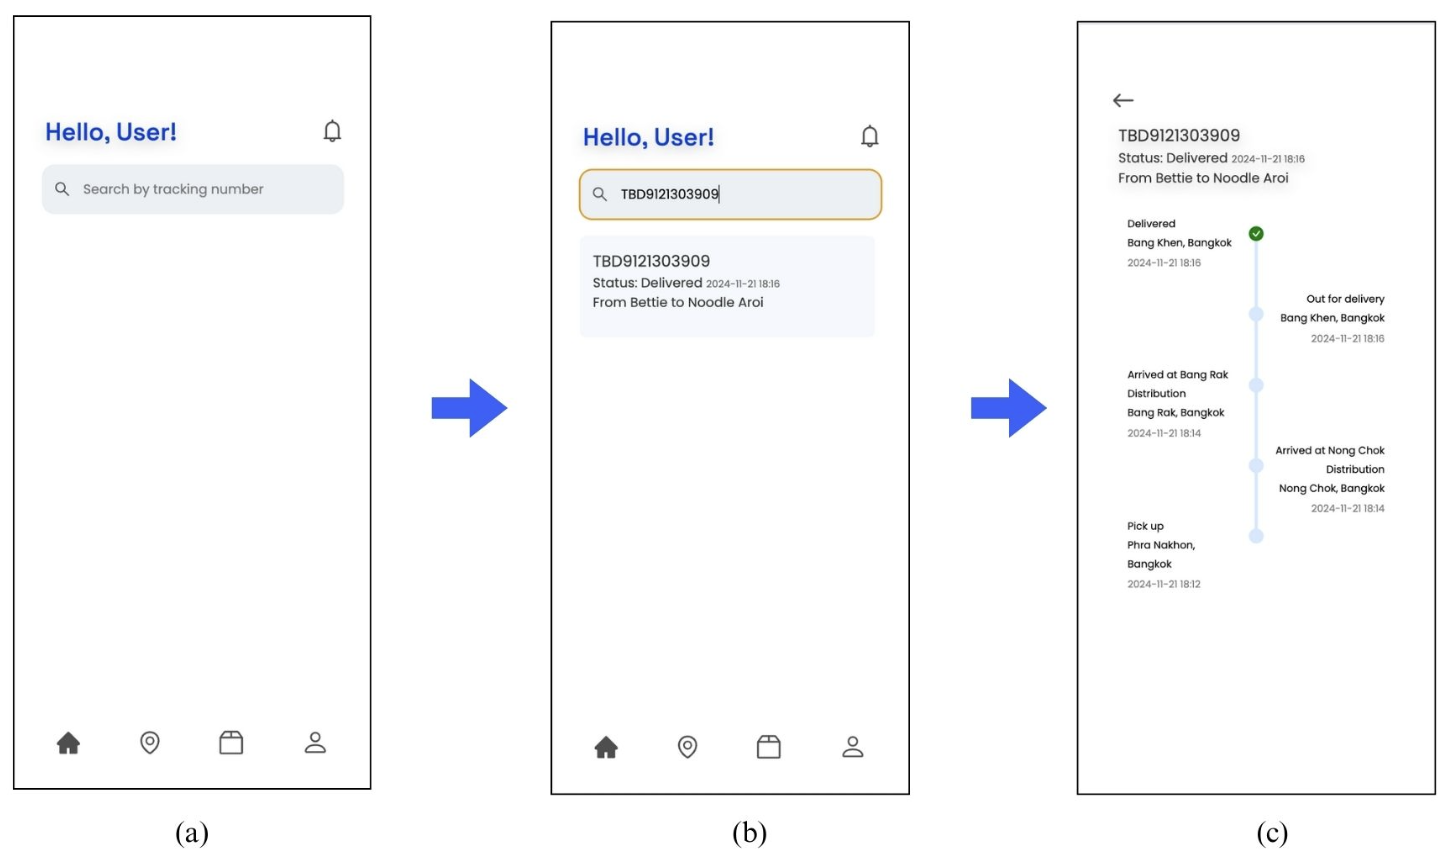 Hello, User!
Search by tracking number
(a)
Hello, User!
TBD9121303909
TBD9121303909
Status: Delivered 2024-11-21 18:16
From Bettie to Noodle Aroi
(b)
TBD9121303909
Status: Delivered 2024-11-21 18:16
From Bettie to Noodle Aroi
Delivered
Bang Khen, Bangkok
2024-11-21 18:16
Out for delivery
Bang Khen, Bangkok
2024-11-21 18:16
Arrived at Bang Rak
Distribution
Bang Rak, Bangkok
2024-11-21 18:14
Arrived at Nong Chok
Distribution
Nong Chok, Bangkok
2024-11-21 18:14
Pick up
Phra Nakhon,
Bangkok
2024-11-21 18:12
(c)